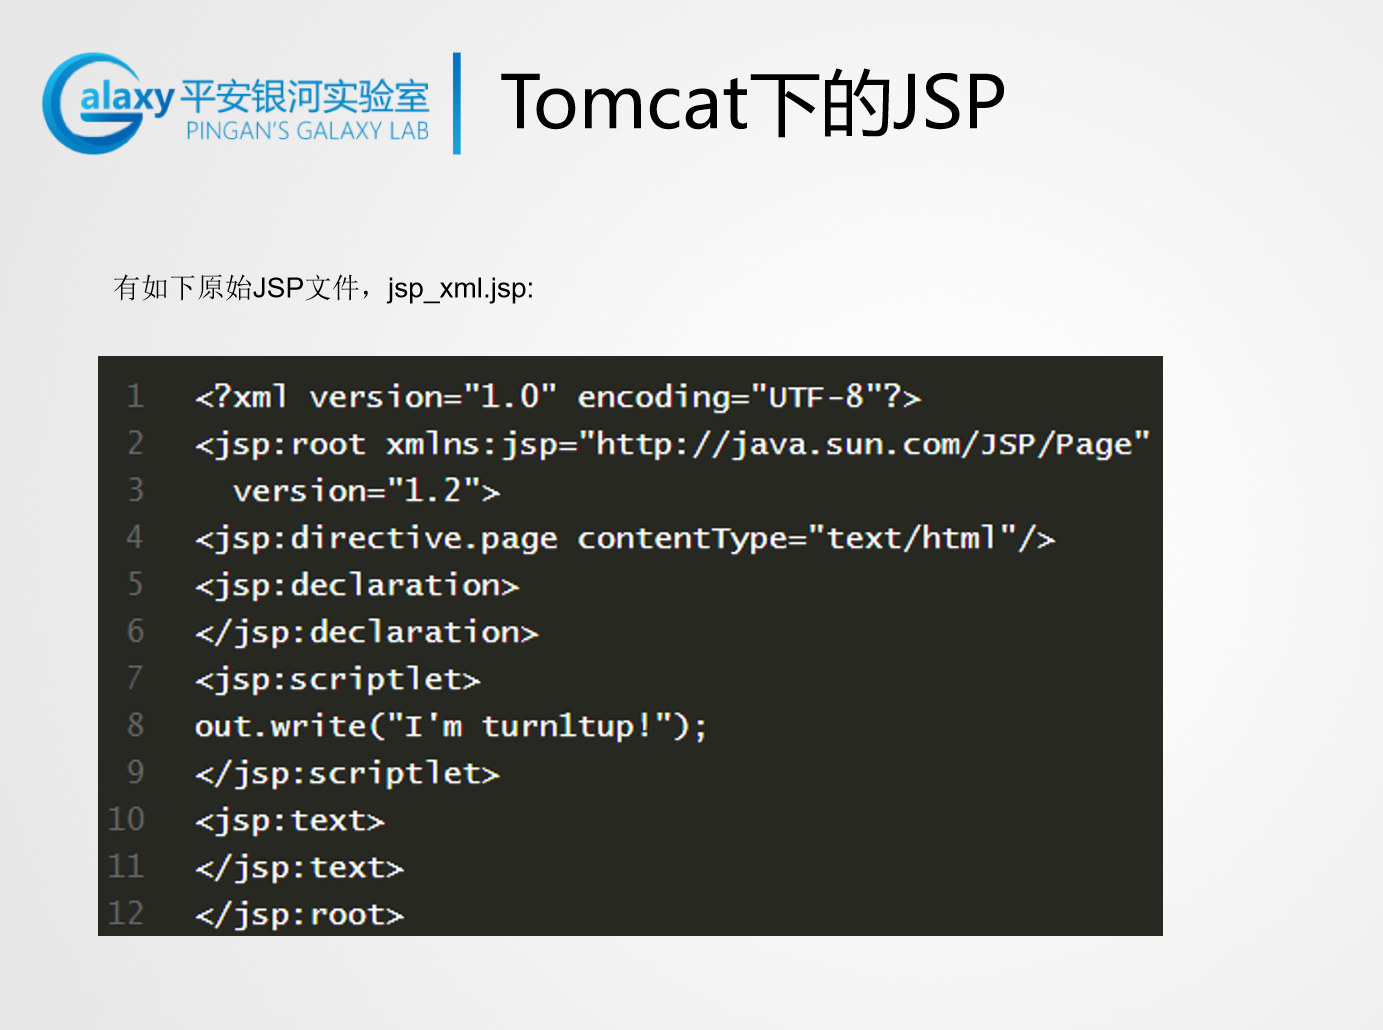 Galaxy 平安银河实验室
PINGAN'S GALAXY LAB
Tomcat下的JSP
有如下原始JSP文件，jsp_xml.jsp:
1 <?xml version="1.0" encoding="UTF-8"?>
2 <jsp:root xmlns:jsp="http://java.sun.com/JSP/Page"
3   version="1.2">
4 <jsp:directive.page contentType="text/html"/>
5 <jsp:declaration>
6 </jsp:declaration>
7 <jsp:scriptlet>
8 out.write("I'm turn1tup!");
9 </jsp:scriptlet>
10 <jsp:text>
11 </jsp:text>
12 </jsp:root>